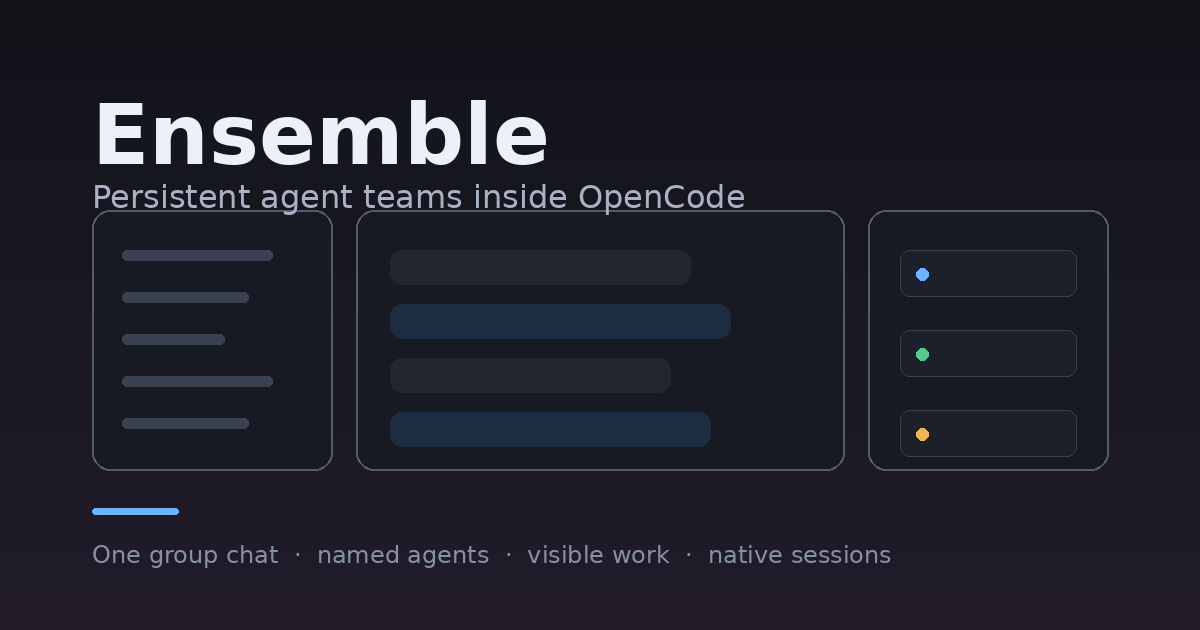 Ensemble
Persistent agent teams inside OpenCode
One group chat · named agents · visible work · native sessions